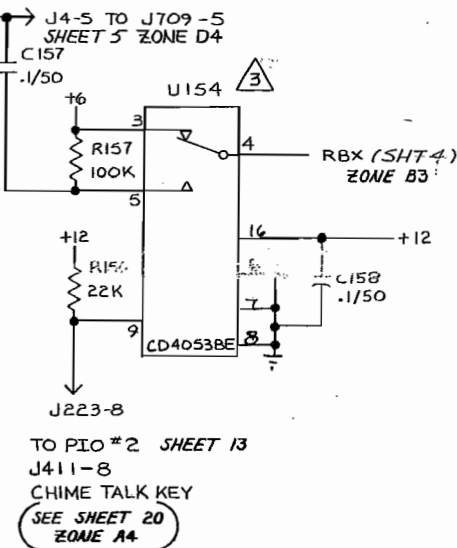 J4-5 TO J709-5
SHEET 5 ZONE D4
C157
.1/50
U154
3
+6
3
4
R157
100K
RBX (SHT 4)
ZONE B3
5
+12
16
+12
R156
22K
C158
.1/50
7
9
8
CD4053BE
J223-8
TO PIO #2 SHEET 13
J411-8
CHIME TALK KEY
SEE SHEET 20
ZONE A4